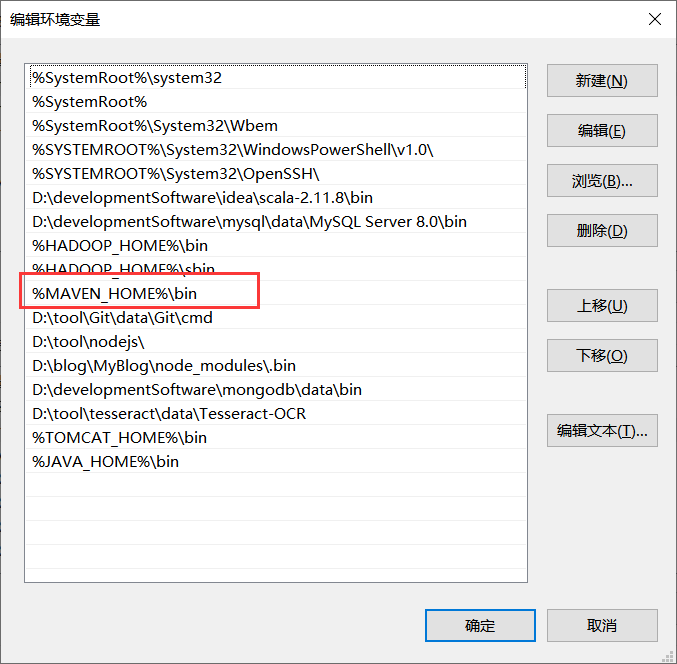 编辑环境变量
%SystemRoot%\system32
%SystemRoot%
%SystemRoot%\System32\Wbem
%SYSTEMROOT%\System32\WindowsPowerShell\v1.0\
%SYSTEMROOT%\System32\OpenSSH\
D:\developmentSoftware\idea\scala-2.11.8\bin
D:\developmentSoftware\mysql\data\MySQL Server 8.0\bin
%HADOOP_HOME%\bin
%HADOOP_HOME%\sbin
%MAVEN_HOME%\bin
D:\tool\Git\data\Git\cmd
D:\tool\nodejs\
D:\blog\MyBlog\node_modules\.bin
D:\developmentSoftware\mongodb\data\bin
D:\tool\tesseract\data\Tesseract-OCR
%TOMCAT_HOME%\bin
%JAVA_HOME%\bin
新建(N)
编辑(E)
浏览(B)...
删除(D)
上移(U)
下移(O)
编辑文本(T)...
确定
取消